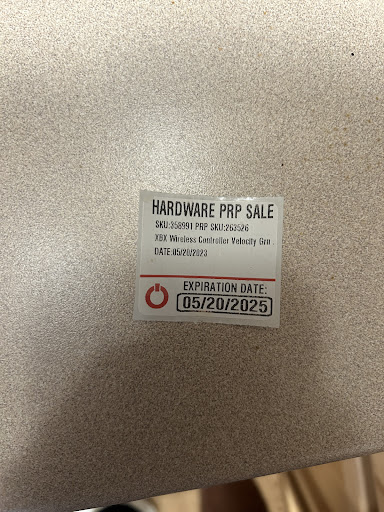 HARDWARE PRP SALE
SKU:358991 PRP SKU:263526
XBX Wireless Controller Velocity Grn
DATE:05/20/2023
EXPIRATION DATE:
05/20/2025